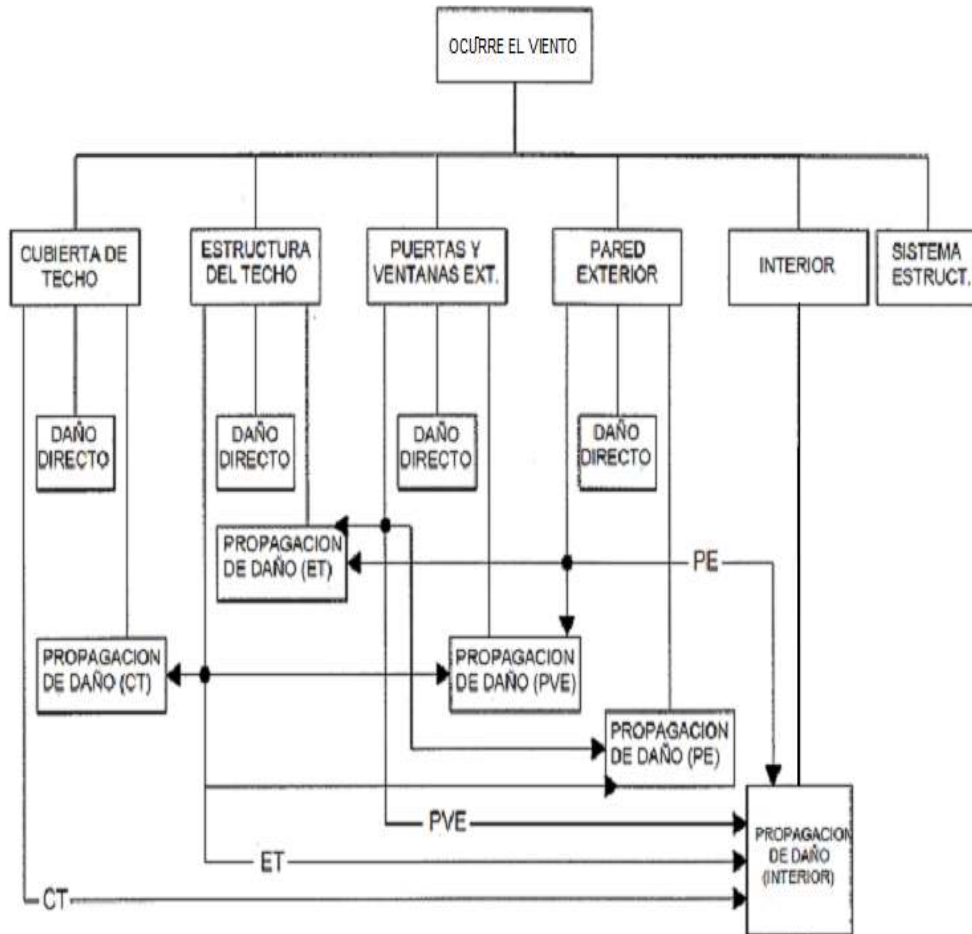 OCURRE EL VIENTO
CUBIERTA DE
TECHO
ESTRUCTURA
DEL TECHO
PUERTAS Y
VENTANAS EXT.
PARED
EXTERIOR
INTERIOR
SISTEMA
ESTRUCT.
DAÑO
DIRECTO
DAÑO
DIRECTO
DAÑO
DIRECTO
DAÑO
DIRECTO
PROPAGACION
DE DAÑO (ET)
PE
PROPAGACION
DE DAÑO (CT)
PROPAGACION
DE DAÑO (PVE)
PROPAGACION
DE DAÑO (PE)
PVE
ET
CT
PROPAGACION
DE DAÑO
(INTERIOR)